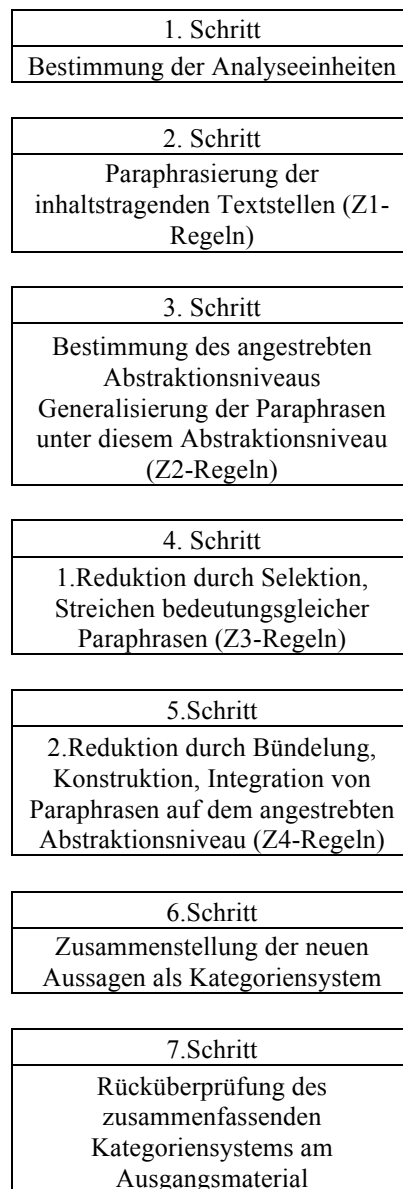 1. Schritt
Bestimmung der Analyseeinheiten
2. Schritt
Paraphrasierung der
inhaltstragenden Textstellen (Z1-
Regeln)
3. Schritt
Bestimmung des angestrebten
Abstraktionsniveaus
Generalisierung der Paraphrasen
unter diesem Abstraktionsniveau
(Z2-Regeln)
4. Schritt
1.Reduktion durch Selektion,
Streichen bedeutungsgleicher
Paraphrasen (Z3-Regeln)
5.Schritt
2.Reduktion durch Bündelung,
Konstruktion, Integration von
Paraphrasen auf dem angestrebten
Abstraktionsniveau (Z4-Regeln)
6.Schritt
Zusammenstellung der neuen
Aussagen als Kategoriensystem
7.Schritt
Rücküberprüfung des
zusammenfassenden
Kategoriensystems am
Ausgangsmaterial